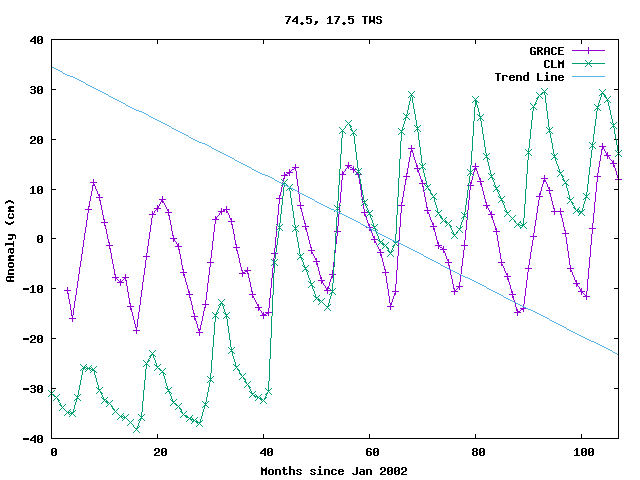 74.5, 17.5 TWS
GRACE
CLM
Trend Line
40
30
20
10
0
-10
-20
-30
-40
Anomaly (cm)
0 20 40 60 80 100
Months since Jan 2002